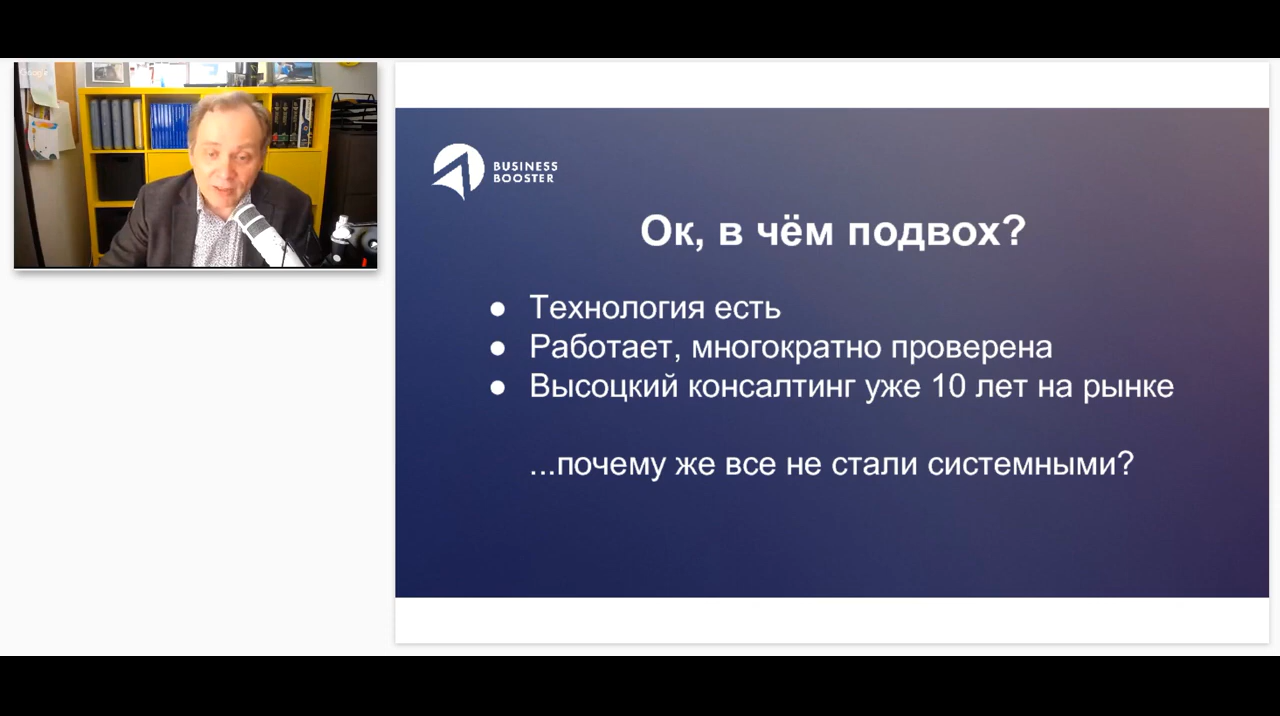 BUSINESS
BOOSTER
Ок, в чём подвох?
● Технология есть
● Работает, многократно проверена
● Высоцкий консалтинг уже 10 лет на рынке
...почему же все не стали системными?